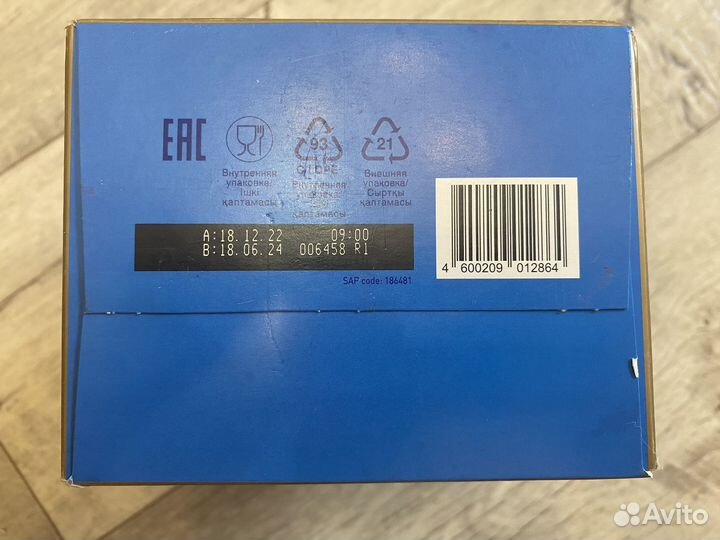 EAC
93
21
C/LDPE
Внутренняя
упаковка/
Ішкі
қаптамасы
Внутренняя
упаковка/
Ішкі
қаптамасы
Внешняя
упаковка/
Сыртқы
қаптамасы
A:18.12.22 09:00
B:18.06.24 006458 R1
SAP code: 186481
4 600209 012864
Avito